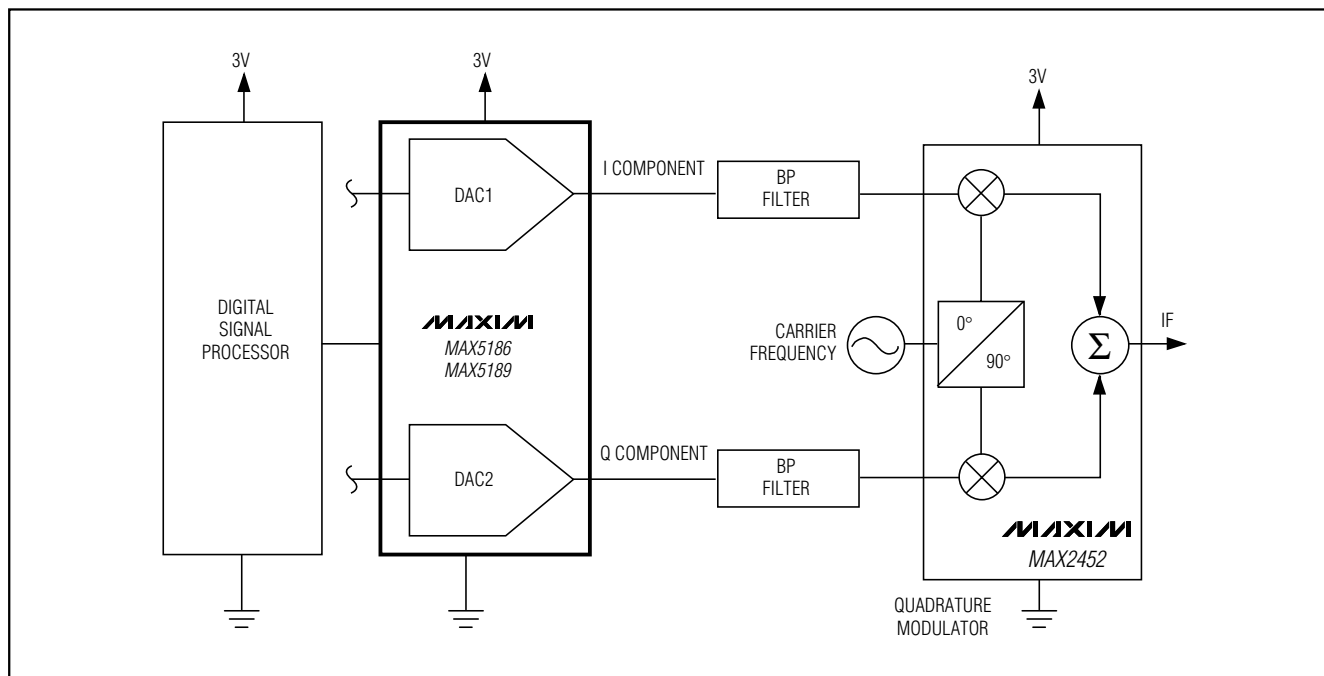 3V
3V
3V
DIGITAL
SIGNAL
PROCESSOR
DAC1
MAXIM
MAX5186
MAX5189
DAC2
I COMPONENT
BP
FILTER
CARRIER
FREQUENCY
Q COMPONENT
BP
FILTER
0°
90°
Σ
IF
MAXIM
MAX2452
QUADRATURE
MODULATOR